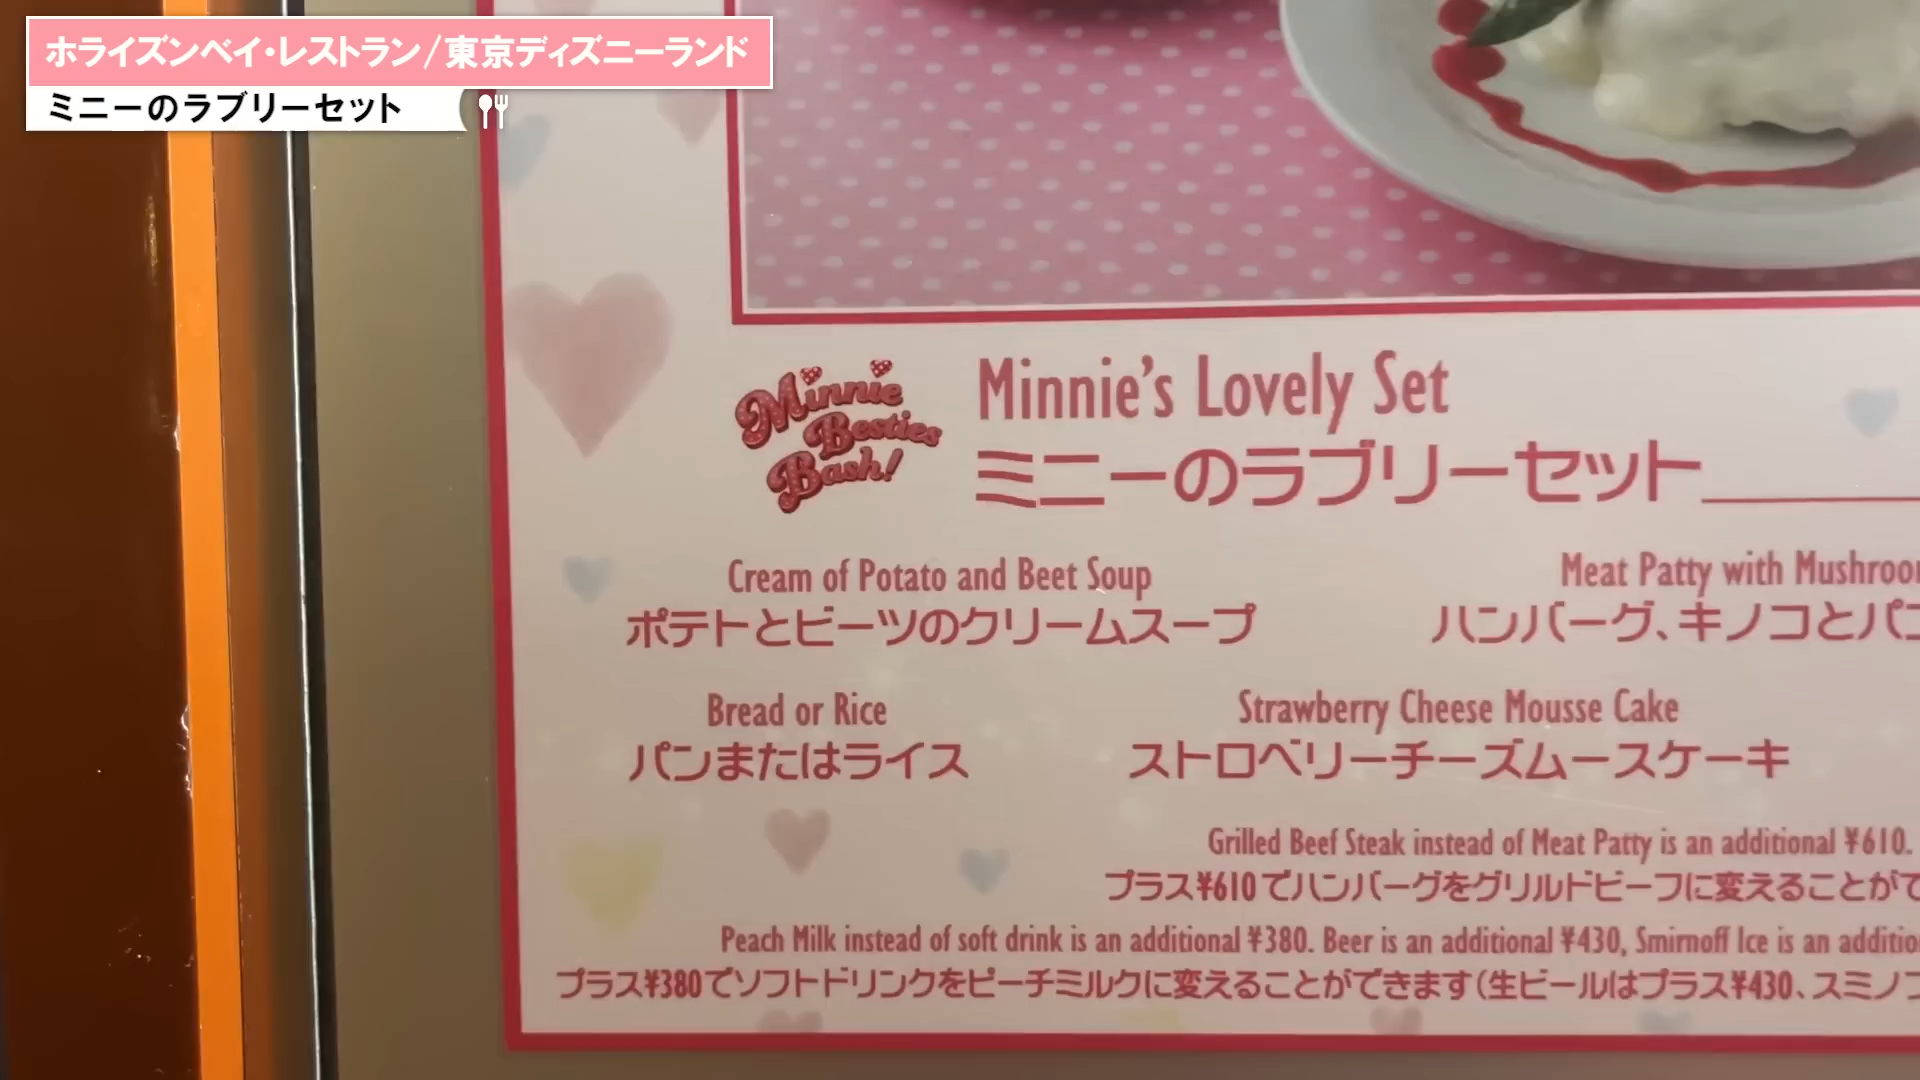 ホライズンベイ・レストラン/東京ディズニーランド
ミニーのラブリーセット
Minnie Besties Bash!
Minnie's Lovely Set
ミニーのラブリーセット
Cream of Potato and Beet Soup
ポテトとビーツのクリームスープ
Meat Patty with
ハンバーグ、キノコと
Bread or Rice
パンまたはライス
Strawberry Cheese Mousse Cake
ストロベリーチーズムースケーキ
Grilled Beef Steak instead of Meat Patty is an additional ¥610.
プラス¥610でハンバーグをグリルドビーフに変えることが
Peach Milk instead of soft drink is an additional ¥380. Beer is an additional ¥430, Smirnoff Ice is an
プラス¥380でソフトドリンクをピーチミルクに変えることができます(生ビールはプラス¥430、